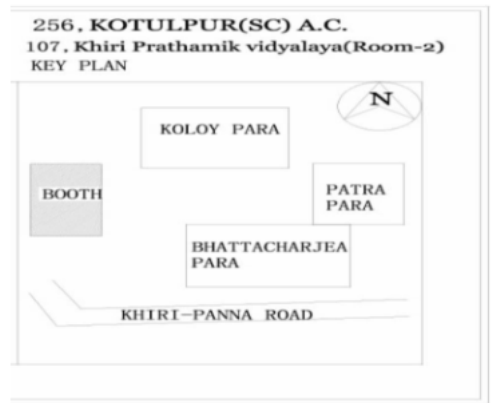 256, KOTULPUR(SC) A.C.
107, Khiri Prathamik vidyalaya(Room-2)
KEY PLAN
N
KOLOY PARA
BOOTH
PATRA
PARA
BHATTACHARJEA
PARA
KHIRI-PANNA ROAD